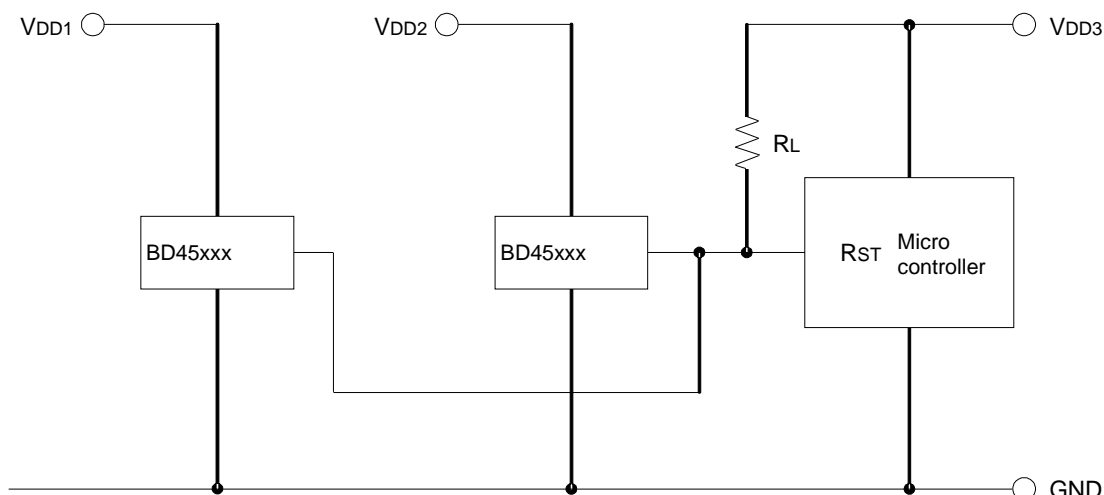 VDD1
VDD2
VDD3
RL
BD45xxx
BD45xxx
RST
Micro
controller
GND